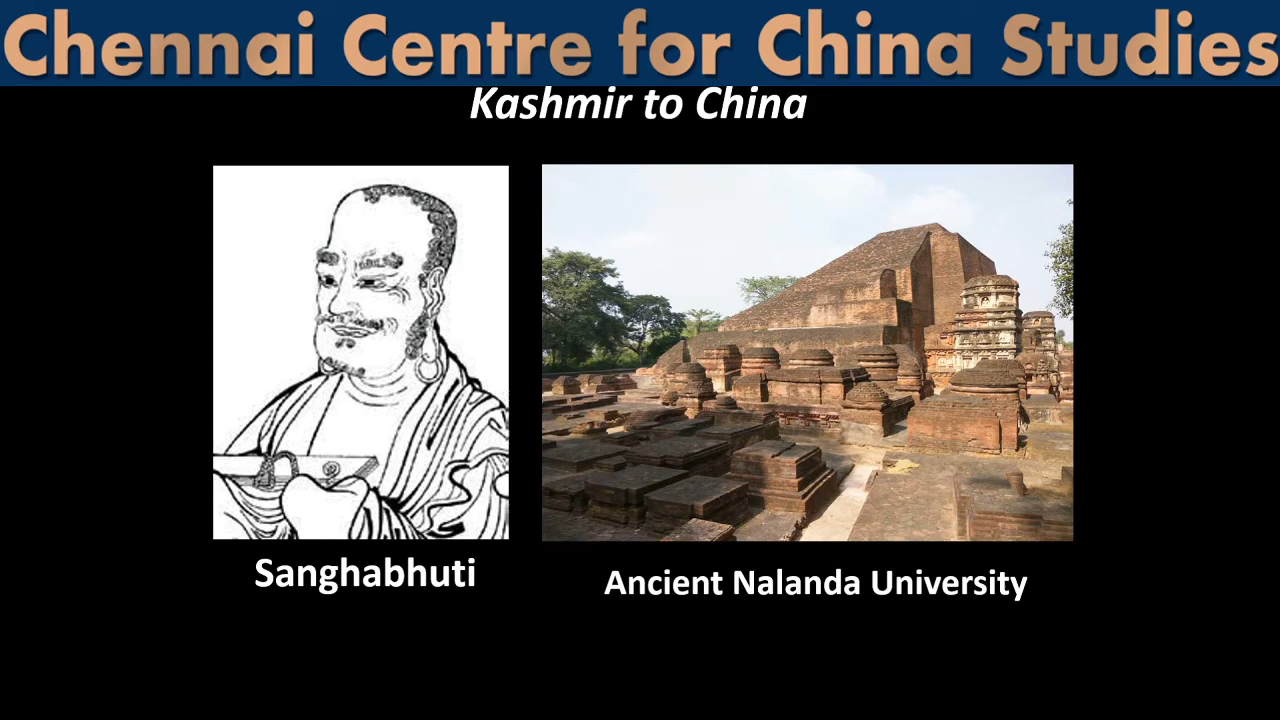 Chennai Centre for China Studies
Kashmir to China
Sanghabhuti
Ancient Nalanda University